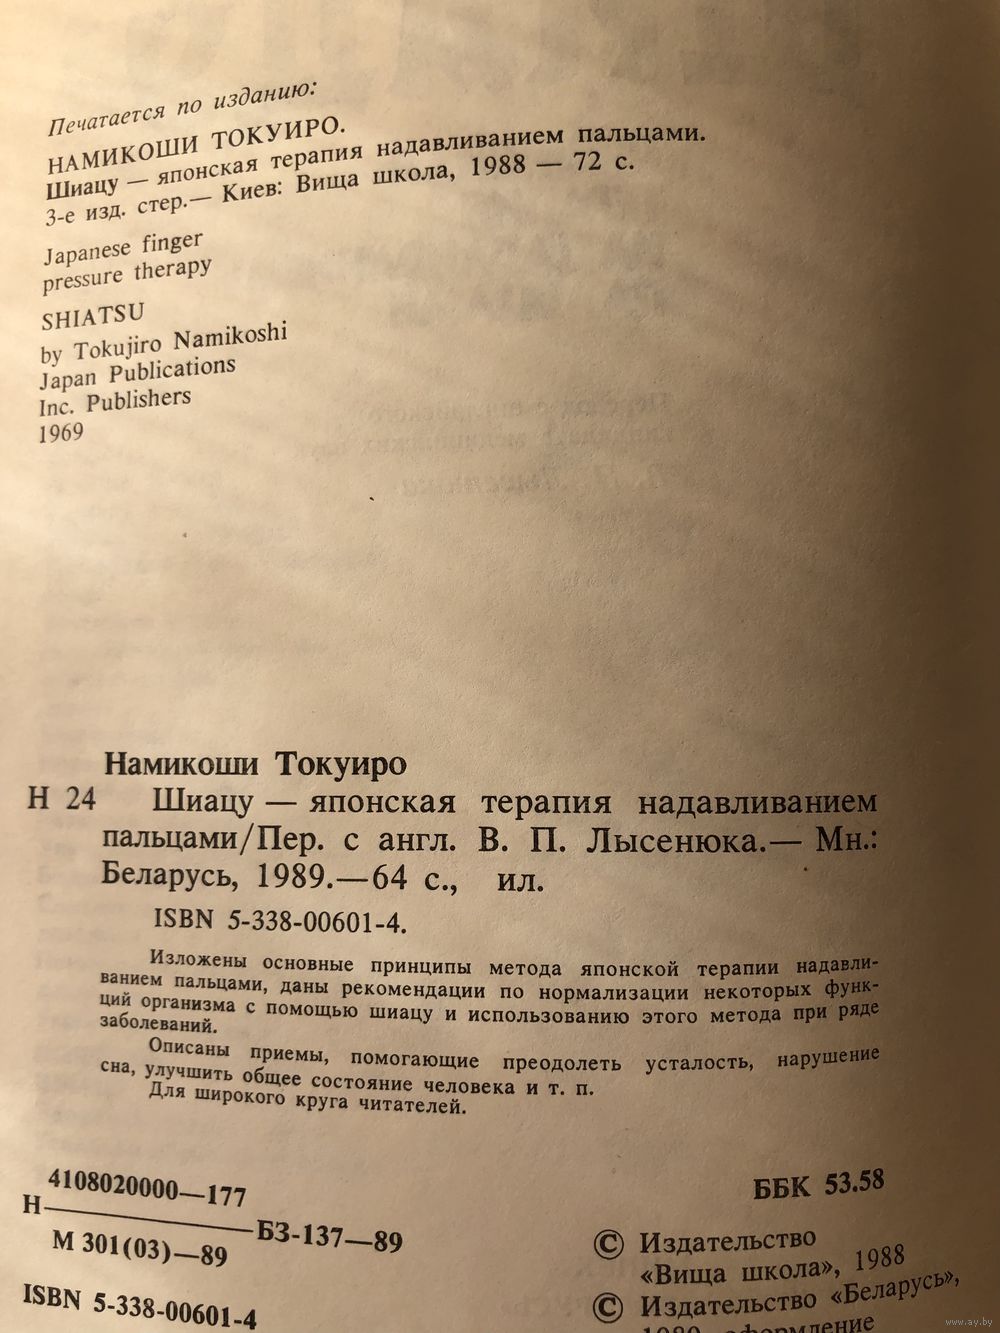 Печатается по изданию:
НАМИКОШИ ТОКУИРО.
Шиацу — японская терапия надавливанием пальцами.
3-е изд. стер.— Киев: Вища школа, 1988 — 72 с.
Japanese finger
pressure therapy
SHIATSU
by Tokujiro Namikoshi
Japan Publications
Inc. Publishers
1969
Намикоши Токуиро
Н 24 Шиацу — японская терапия надавливанием
пальцами/Пер. с англ. В. П. Лысенюка.— Мн.:
Беларусь, 1989.—64 с., ил.
ISBN 5-338-00601-4.
Изложены основные принципы метода японской терапии надавли-
ванием пальцами, даны рекомендации по нормализации некоторых функ-
ций организма с помощью шиацу и использованию этого метода при ряде
заболеваний.
Описаны приемы, помогающие преодолеть усталость, нарушение
сна, улучшить общее состояние человека и т. п.
Для широкого круга читателей.
4108020000—177
Н БЗ-137—89
М 301(03)—89
ББК 53.58
ISBN 5-338-00601-4
© Издательство
«Вища школа», 1988
© Издательство «Беларусь»,
1989, оформление
www.ay.by